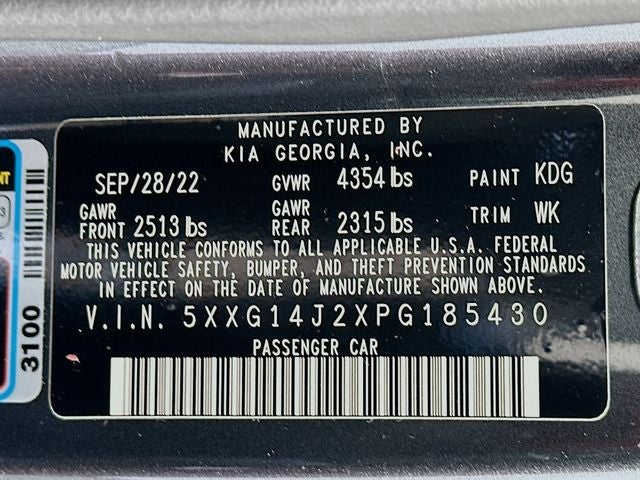 MANUFACTURED BY
KIA GEORGIA, INC.
SEP/28/22 GVWR 4354 lbs PAINT KDG
GAWR FRONT 2513 lbs GAWR REAR 2315 lbs TRIM WK
THIS VEHICLE CONFORMS TO ALL APPLICABLE U.S.A. FEDERAL
MOTOR VEHICLE SAFETY, BUMPER, AND THEFT PREVENTION STANDARDS
IN EFFECT ON THE DATE OF MANUFACTURE SHOWN ABOVE.
V.I.N. 5XXG14J2XPG185430
PASSENGER CAR
3100